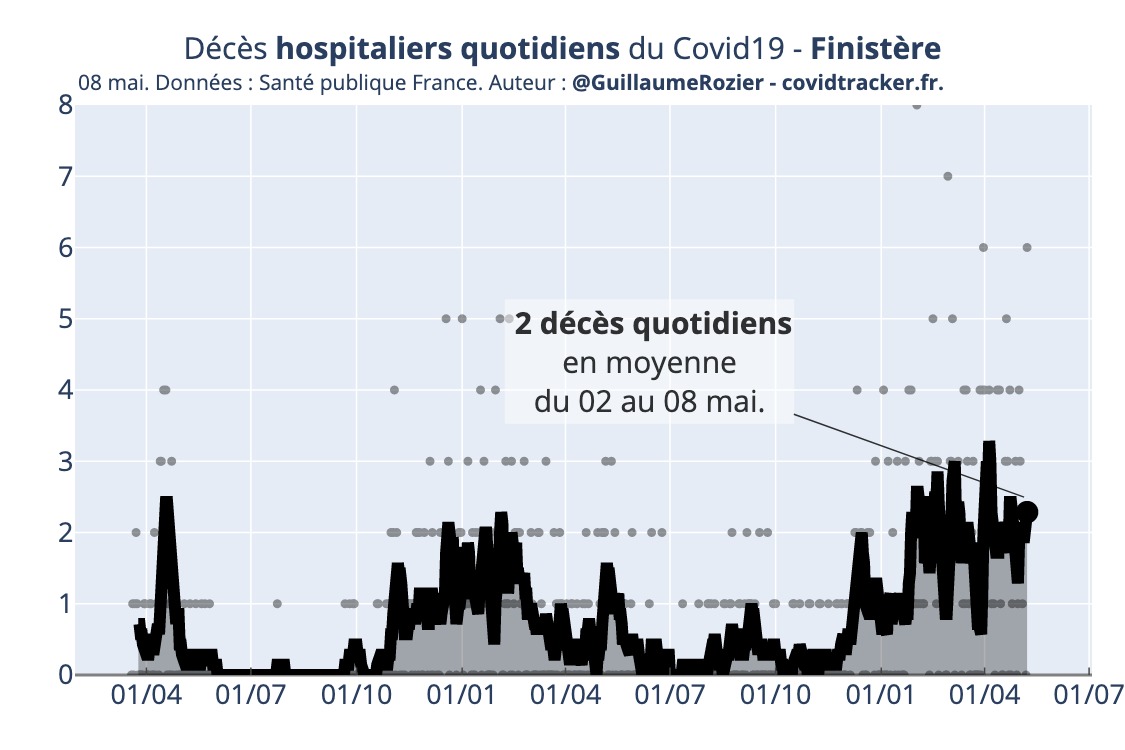 Décès hospitaliers quotidiens du Covid19 - Finistère
08 mai. Données : Santé publique France. Auteur : @GuillaumeRozier - covidtracker.fr.
8
7
6
5
2 décès quotidiens
en moyenne
4
du 02 au 08 mai.
3
2
1
0
01/04 01/07 01/10 01/01 01/04 01/07 01/10 01/01 01/04 01/07